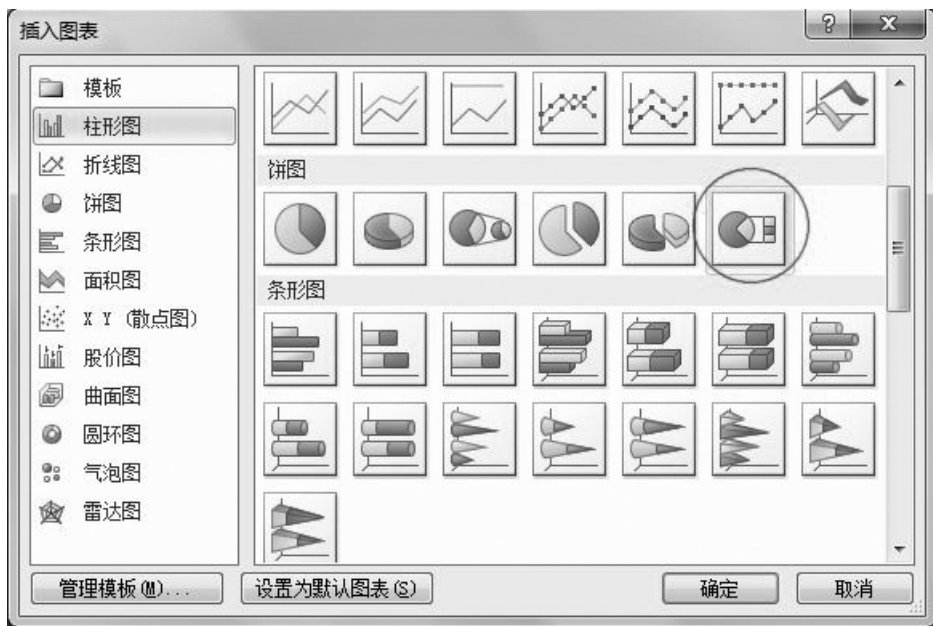 插入图表
模板
柱形图
折线图
饼图
条形图
面积图
X Y (散点图)
股价图
曲面图
圆环图
气泡图
雷达图
饼图
条形图
管理模板(M)...
设置为默认图表(S)
确定
取消